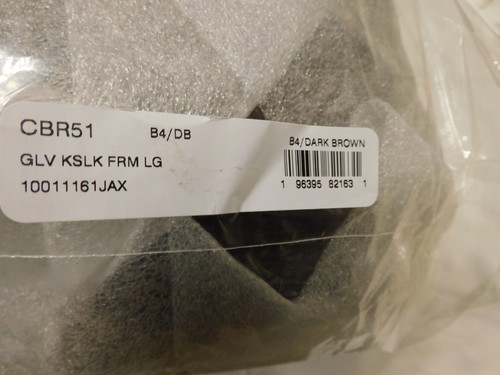 CBR51 B4/DB
B4/DARK BROWN
GLV KSLK FRM LG
10011161JAX
1 96395 82163 1